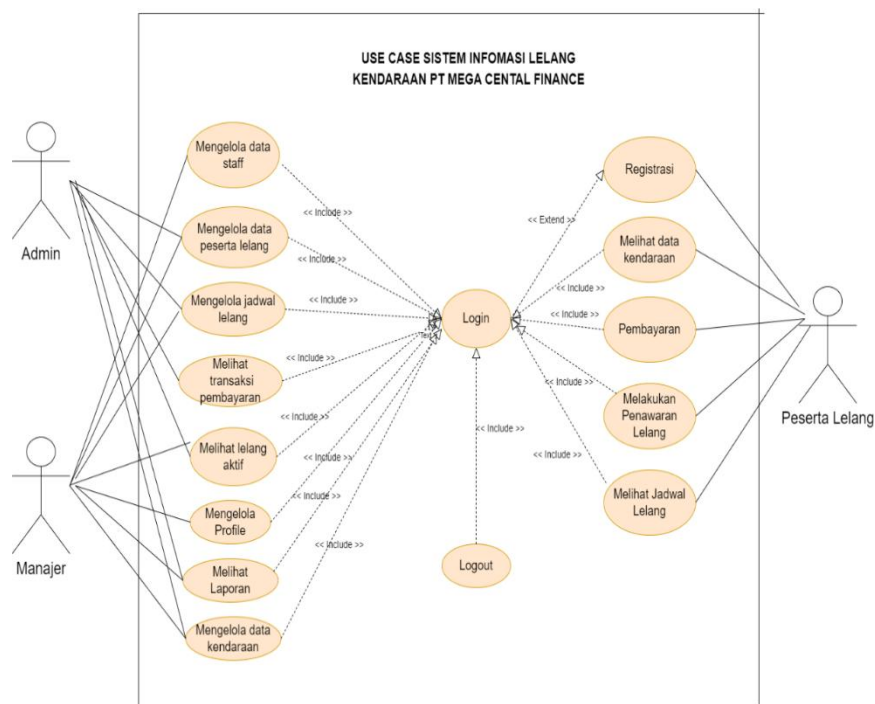 USE CASE SISTEM INFOMASI LELANG
KENDARAAN PT MEGA CENTAL FINANCE
Admin
Manajer
Mengelola data
staff
Mengelola data
peserta lelang
Mengelola jadwal
lelang
Melihat
transaksi
pembayaran
Melihat lelang
aktif
Mengelola
Profile
Melihat
Laporan
Mengelola data
kendaraan
<< Include >>
<< Include >>
<< Include >>
<< Include >>
<< Include >>
<< Include >>
<< Include >>
<< Include >>
Text
Login
<< Include >>
Logout
<< Extend >>
<< Include >>
<< Include >>
<< Include >>
<< Include >>
Registrasi
Melihat data
kendaraan
Pembayaran
Melakukan
Penawaran
Lelang
Melihat Jadwal
Lelang
Peserta Lelang